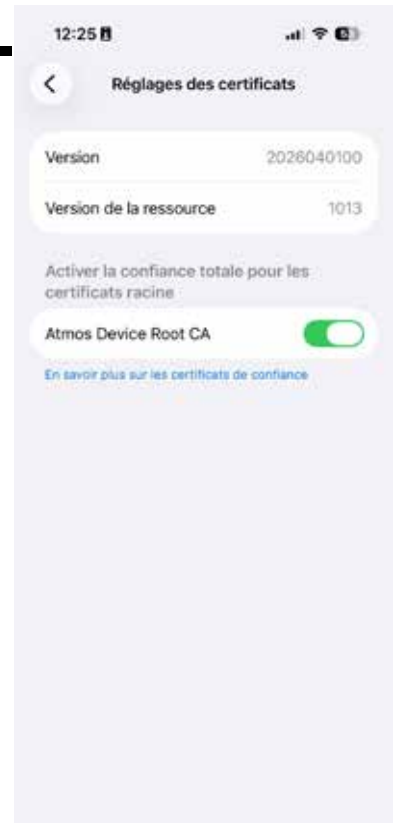 12:25
Réglages des certificats
Version 2026040100
Version de la ressource 1013
Activer la confiance totale pour les
certificats racine
Atmos Device Root CA
En savoir plus sur les certificats de confiance